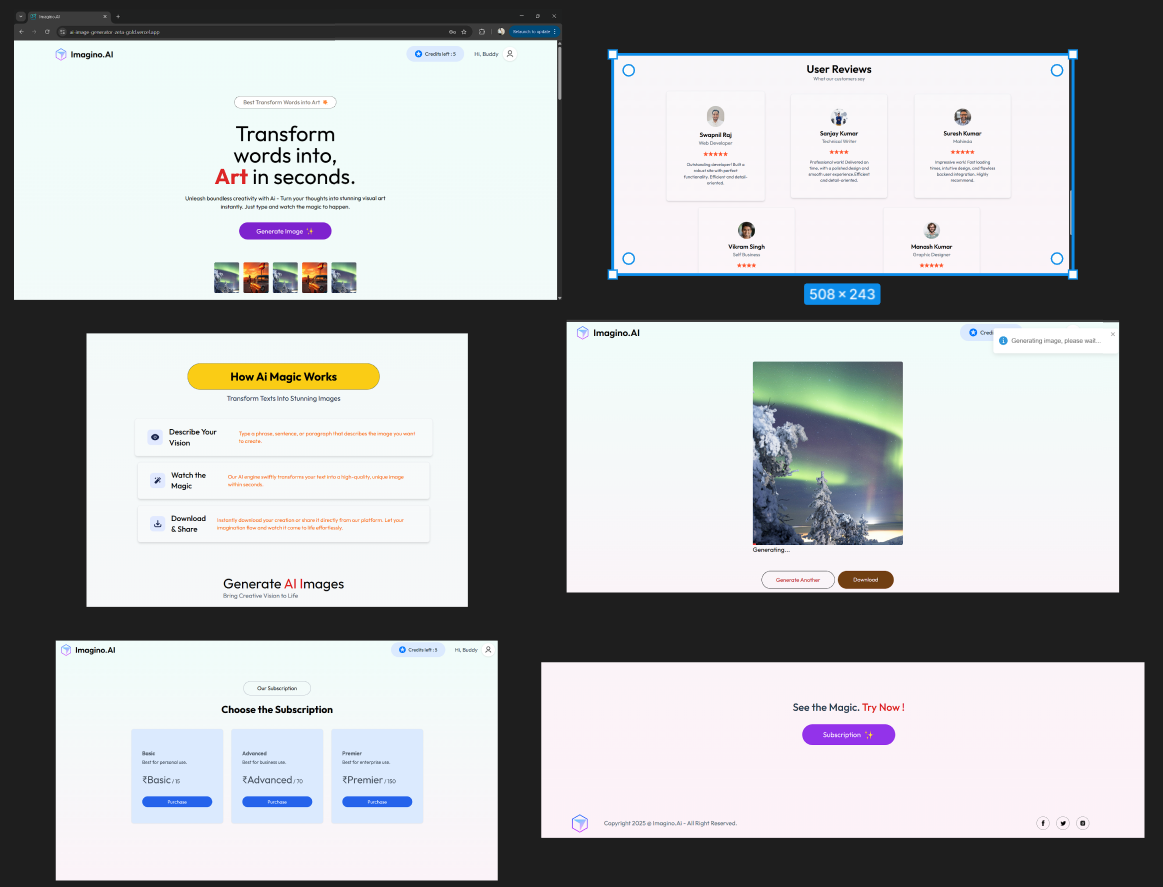 Imagino.AI
ai-image-generator-zeta-gold.vercel.app
Relaunch to update
Imagino.AI
Credits left : 5
Hi, Buddy
Best Transform Words into Art
Transform
words into,
Art in seconds.
Unleash boundless creativity with Ai - Turn your thoughts into stunning visual art
instantly. Just type and watch the magic to happen.
Generate Image
User Reviews
What our customers say
Swapnil Raj
Web Developer
Outstanding developer! Built a
robust site with perfect
functionality. Efficient and detail-
oriented.
Sanjay Kumar
Technical Writer
Professional work! Delivered on
time, with a polished design and
smooth user experience.Efficient
and detail-oriented.
Suresh Kumar
Mahindra
Impressive work! Fast loading
times, intuitive design, and flawless
backend integration. Highly
recommend.
Vikram Singh
Self Business
Manash Kumar
Graphic Designer
508 × 243
How Ai Magic Works
Transform Texts Into Stunning Images
Describe Your
Vision
Type a phrase, sentence, or paragraph that describes the image you want
to create.
Watch the
Magic
Our AI engine swiftly transforms your text into a high-quality, unique image
within seconds.
Download
& Share
Instantly download your creation or share it directly from our platform. Let your
imagination flow and watch it come to life effortlessly.
Generate AI Images
Bring Creative Vision to Life
Imagino.AI
Credi
Generating image, please wait...
Generating...
Generate Another
Download
Imagino.AI
Credits left : 5
Hi, Buddy
Our Subscription
Choose the Subscription
Basic
Best for personal use.
₹Basic / 15
Purchase
Advanced
Best for business use.
₹Advanced / 70
Purchase
Premier
Best for enterprise use.
₹Premier / 150
Purchase
See the Magic. Try Now !
Subscription
Copyright 2025 @ Imagino.Ai - All Right Reserved.